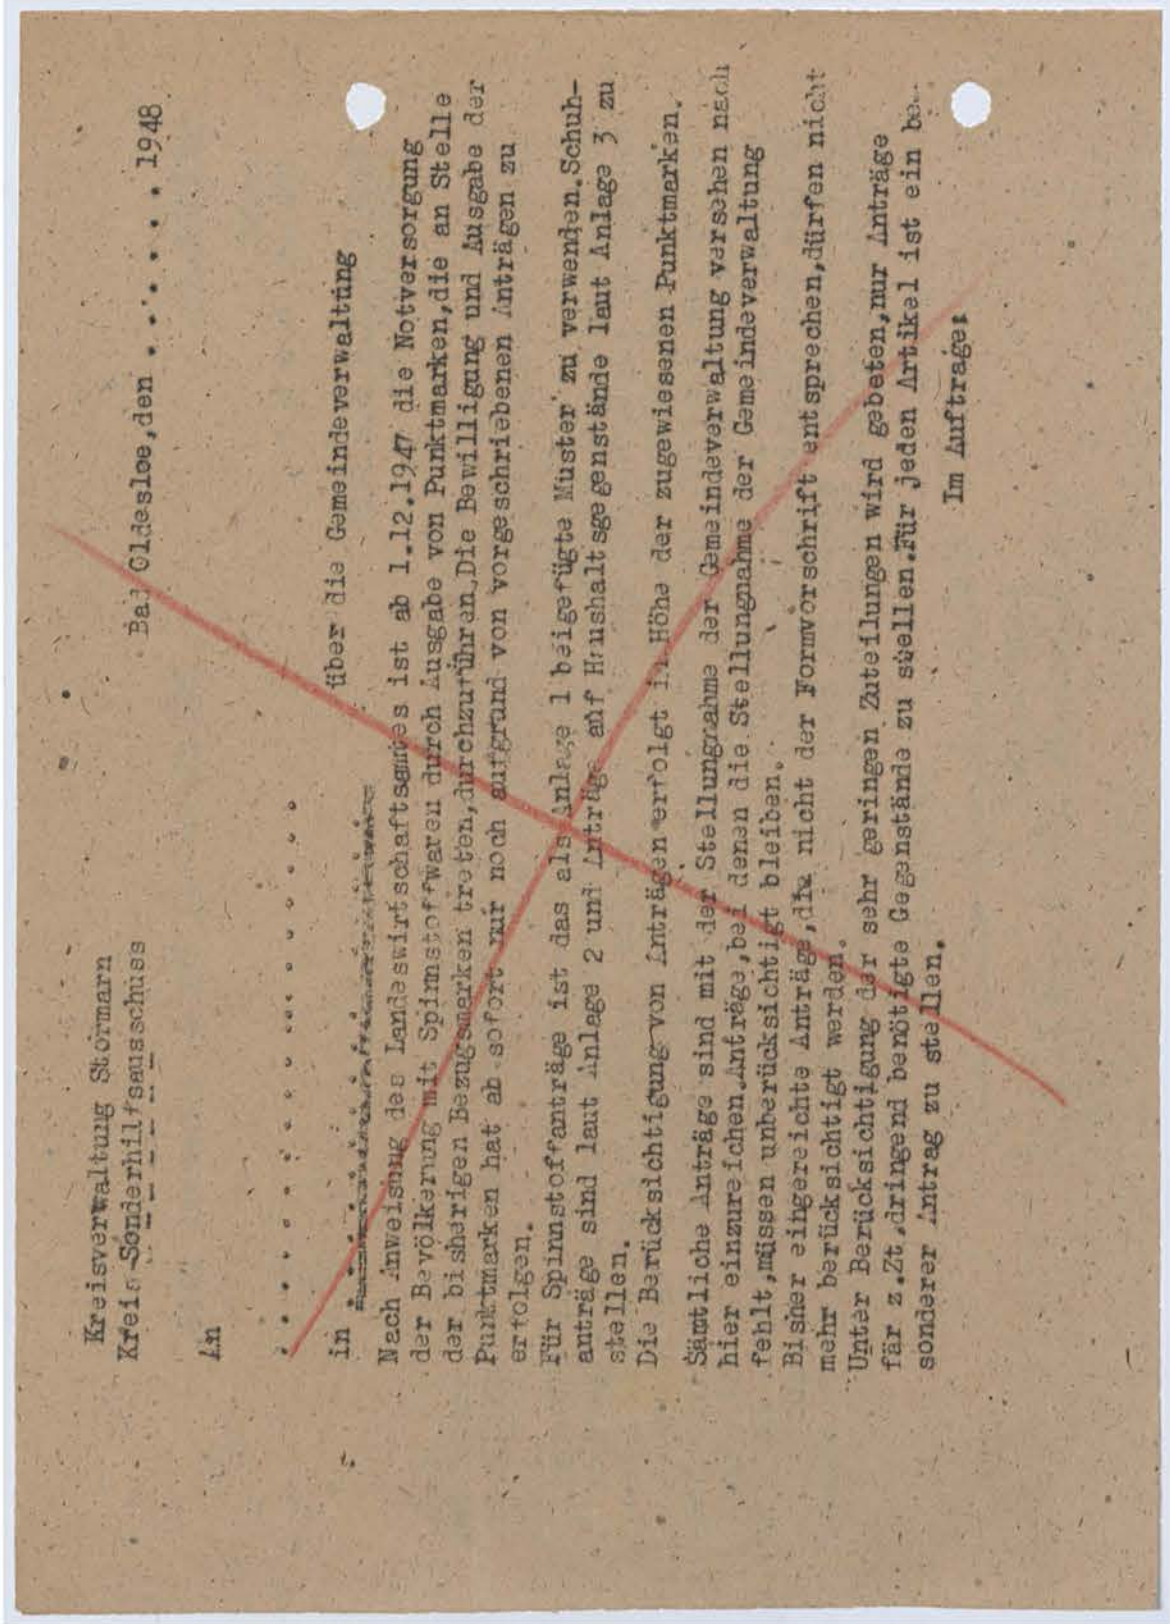 Kreisverwaltung Stormarn
Kreis-Sonderhilfsausschuss
Bad Oldesloe,den . . . . . . . 1948
An
. . . . . . . . . . . . .
in
über die Gemeindeverwaltung
Nach Anweisung des Landeswirtschaftsamtes ist ab 1.12.1947 die Notversorgung
der Bevölkerung mit Spinnstoffwaren durch Ausgabe von Punktmarken,die an Stelle
der bisherigen Bezugsmarken treten,durchzuführen.Die Bewilligung und Ausgabe der
Punktmarken hat ab sofort nur noch aufgrund von vorgeschriebenen Anträgen zu
erfolgen.
Für Spinnstoffanträge ist das als Anlage 1 beigefügte Muster zu verwenden.Schuh-
anträge sind laut Anlage 2 und Anträge auf Haushaltsgegenstände laut Anlage 3 zu
stellen.
Die Berücksichtigung von Anträgen erfolgt in Höhe der zugewiesenen Punktmarken.
Sämtliche Anträge sind mit der Stellungnahme der Gemeindeverwaltung versehen nach
hier einzureichen.Anträge,bei denen die Stellungnahme der Gemeindeverwaltung
fehlt,müssen unberücksichtigt bleiben.
Bisher eingereichte Anträge,die nicht der Formvorschrift entsprechen,dürfen nicht
mehr berücksichtigt werden.
Unter Berücksichtigung der sehr geringen Zuteilungen wird gebeten,nur Anträge
fär z.Zt.dringend benötigte Gegenstände zu stellen.Für jeden Artikel ist ein be-
sonderer Antrag zu stellen.
Im Auftrage: